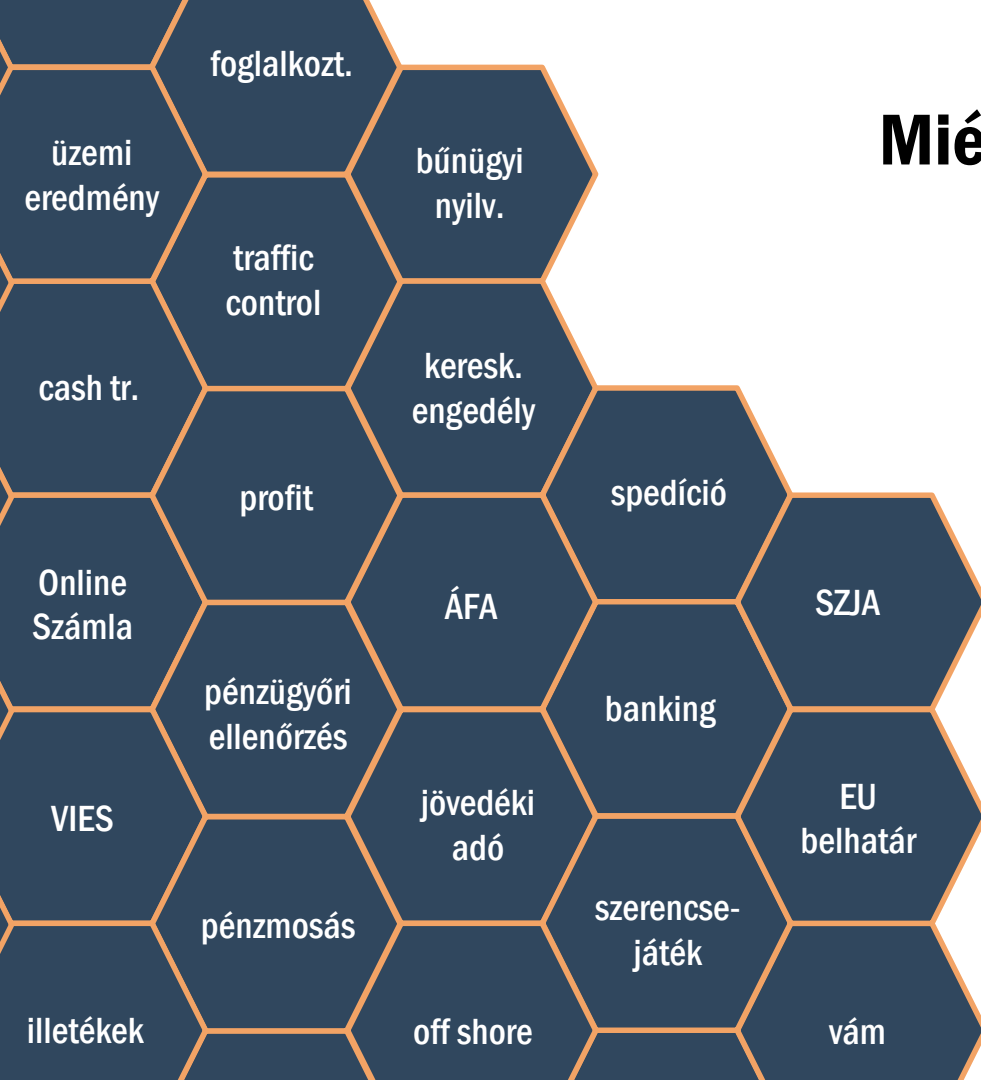 foglalkozt.
Mié
üzemi
eredmény
bűnügyi
nyilv.
traffic
control
cash tr.
keresk.
engedély
profit
spedíció
Online
Számla
ÁFA
SZJA
pénzügyőri
ellenőrzés
banking
VIES
jövedéki
adó
EU
belhatár
pénzmosás
szerencse-
játék
illetékek
off shore
vám